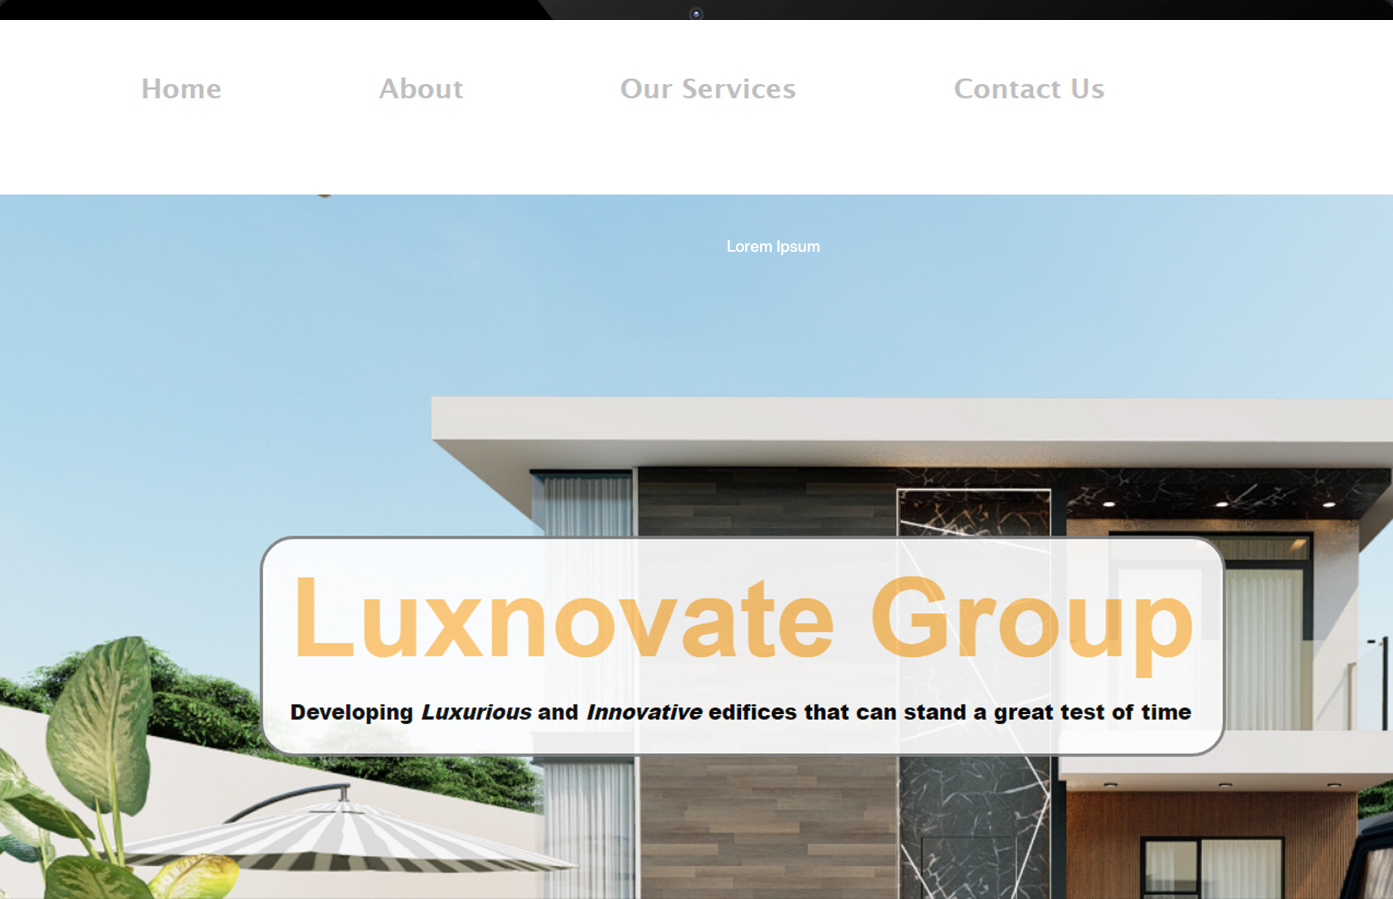 Home About Our Services Contact Us
Lorem Ipsum
Luxnovate Group
Developing Luxurious and Innovative edifices that can stand a great test of time